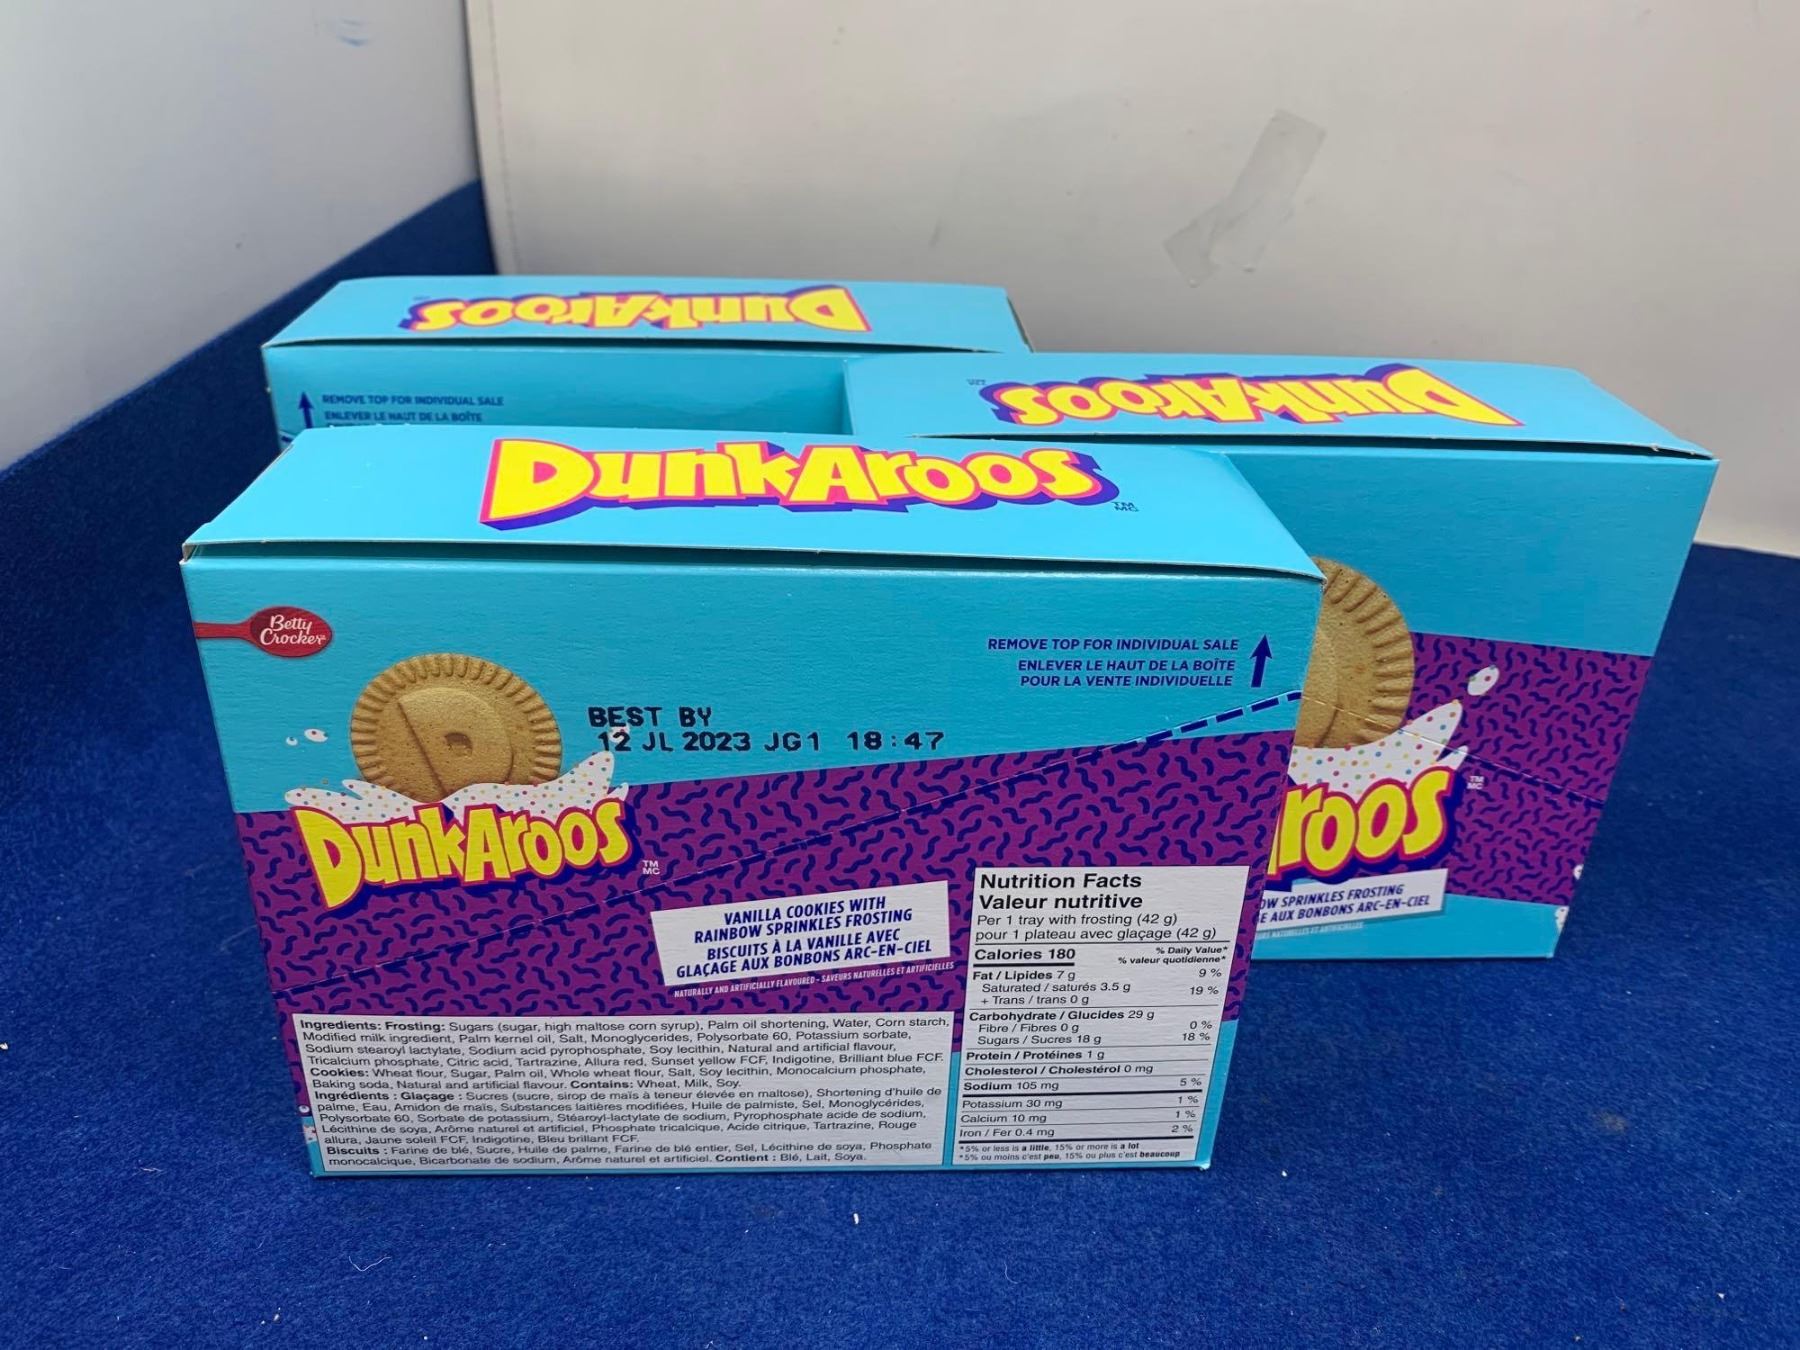 DunkAroos
REMOVE TOP FOR INDIVIDUAL SALE
ENLEVER LE HAUT DE LA BOÎTE
DunkAroos
DunkAroos
TM
MC
Betty
Crocker
REMOVE TOP FOR INDIVIDUAL SALE
ENLEVER LE HAUT DE LA BOÎTE
POUR LA VENTE INDIVIDUELLE
D
BEST BY
12 JL 2023 JG1 18:47
DunkAroos
TM
MC
VANILLA COOKIES WITH
RAINBOW SPRINKLES FROSTING
BISCUITS À LA VANILLE AVEC
GLAÇAGE AUX BONBONS ARC-EN-CIEL
NATURALLY AND ARTIFICIALLY FLAVOURED - SAVEURS NATURELLES ET ARTIFICIELLES
Ingredients: Frosting: Sugars (sugar, high maltose corn syrup), Palm oil shortening, Water, Corn starch,
Modified milk ingredient, Palm kernel oil, Salt, Monoglycerides, Polysorbate 60, Potassium sorbate,
Sodium stearoyl lactylate, Sodium acid pyrophosphate, Soy lecithin, Natural and artificial flavour,
Tricalcium phosphate, Citric acid, Tartrazine, Allura red, Sunset yellow FCF, Indigotine, Brilliant blue FCF.
Cookies: Wheat flour, Sugar, Palm oil, Whole wheat flour, Salt, Soy lecithin, Monocalcium phosphate,
Baking soda, Natural and artificial flavour. Contains: Wheat, Milk, Soy.
Ingrédients : Glaçage : Sucres (sucre, sirop de maïs à teneur élevée en maltose), Shortening d'huile de
palme, Eau, Amidon de maïs, Substances laitières modifiées, Huile de palmiste, Sel, Monoglycérides,
Polysorbate 60, Sorbate de potassium, Stéaroyl-lactylate de sodium, Pyrophosphate acide de sodium,
Lécithine de soya, Arôme naturel et artificiel, Phosphate tricalcique, Acide citrique, Tartrazine, Rouge
allura, Jaune soleil FCF, Indigotine, Bleu brillant FCF.
Biscuits : Farine de blé, Sucre, Huile de palme, Farine de blé entier, Sel, Lécithine de soya, Phosphate
monocalcique, Bicarbonate de sodium, Arôme naturel et artificiel. Contient : Blé, Lait, Soya.
Nutrition Facts
Valeur nutritive
Per 1 tray with frosting (42 g)
pour 1 plateau avec glaçage (42 g)
Calories 180
% Daily Value*
% valeur quotidienne*
Fat / Lipides 7 g 9 %
Saturated / saturés 3.5 g
+ Trans / trans 0 g 19 %
Carbohydrate / Glucides 29 g
Fibre / Fibres 0 g 0 %
Sugars / Sucres 18 g 18 %
Protein / Protéines 1 g
Cholesterol / Cholestérol 0 mg
Sodium 105 mg 5 %
Potassium 30 mg 1 %
Calcium 10 mg 1 %
Iron / Fer 0.4 mg 2 %
*5% or less is a little, 15% or more is a lot
*5% ou moins c'est peu, 15% ou plus c'est beaucoup
roos
TM
MC
OW SPRINKLES FROSTING
E AUX BONBONS ARC-EN-CIEL